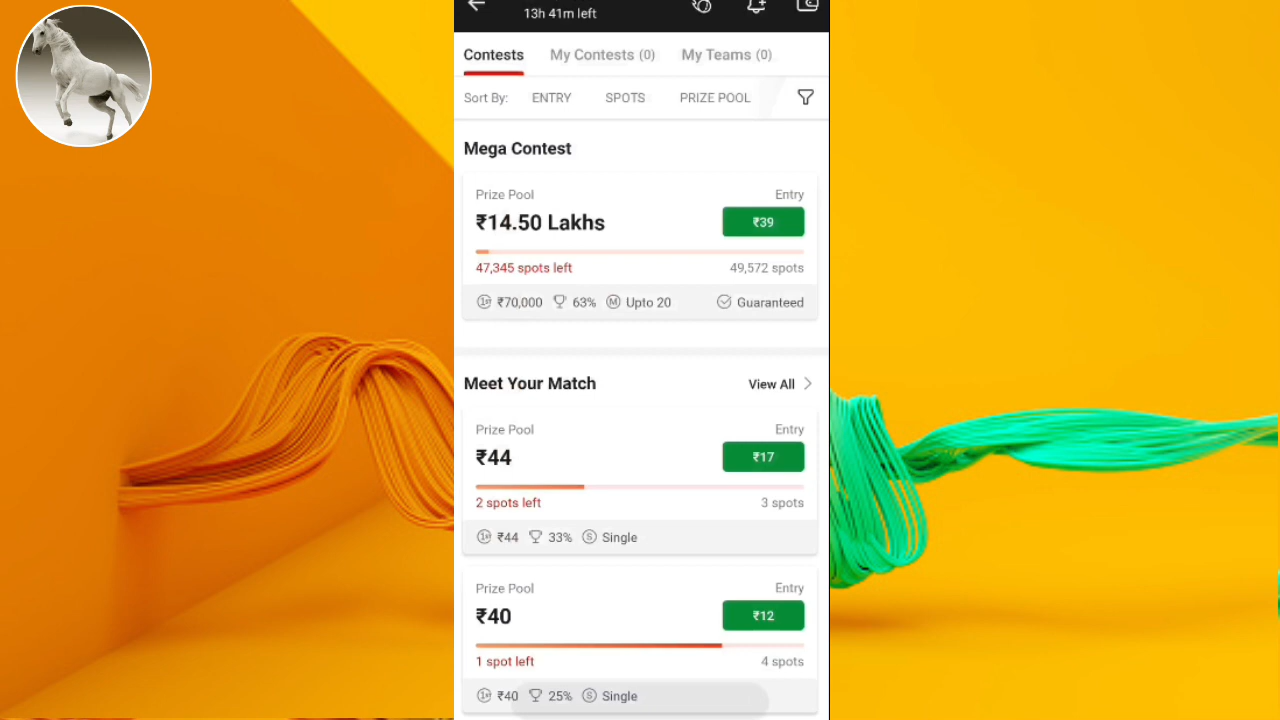 13h 41m left
Contests My Contests (0) My Teams (0)
Sort By: ENTRY SPOTS PRIZE POOL
Mega Contest
Prize Pool Entry
₹14.50 Lakhs ₹39
47,345 spots left 49,572 spots
1st ₹70,000 63% M Upto 20 Guaranteed
Meet Your Match View All
Prize Pool Entry
₹44 ₹17
2 spots left 3 spots
1st ₹44 33% S Single
Prize Pool Entry
₹40 ₹12
1 spot left 4 spots
1st ₹40 25% S Single